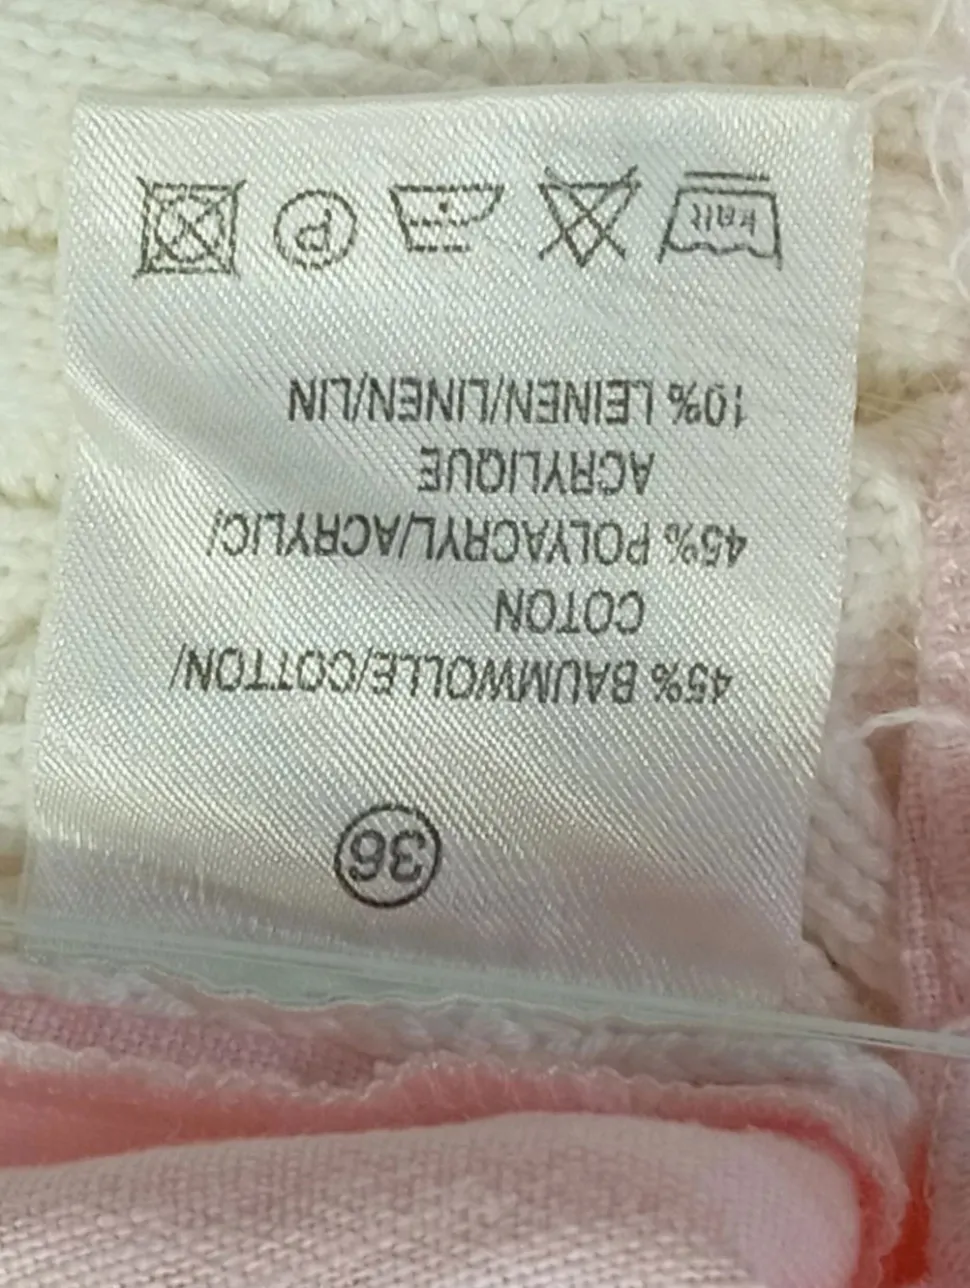 36
45% BAUMWOLLE/COTTON/
COTON
45% POLYACRYL/ACRYLIC/
ACRYLIQUE
10% LEINEN/LINEN/LIN
kalt P